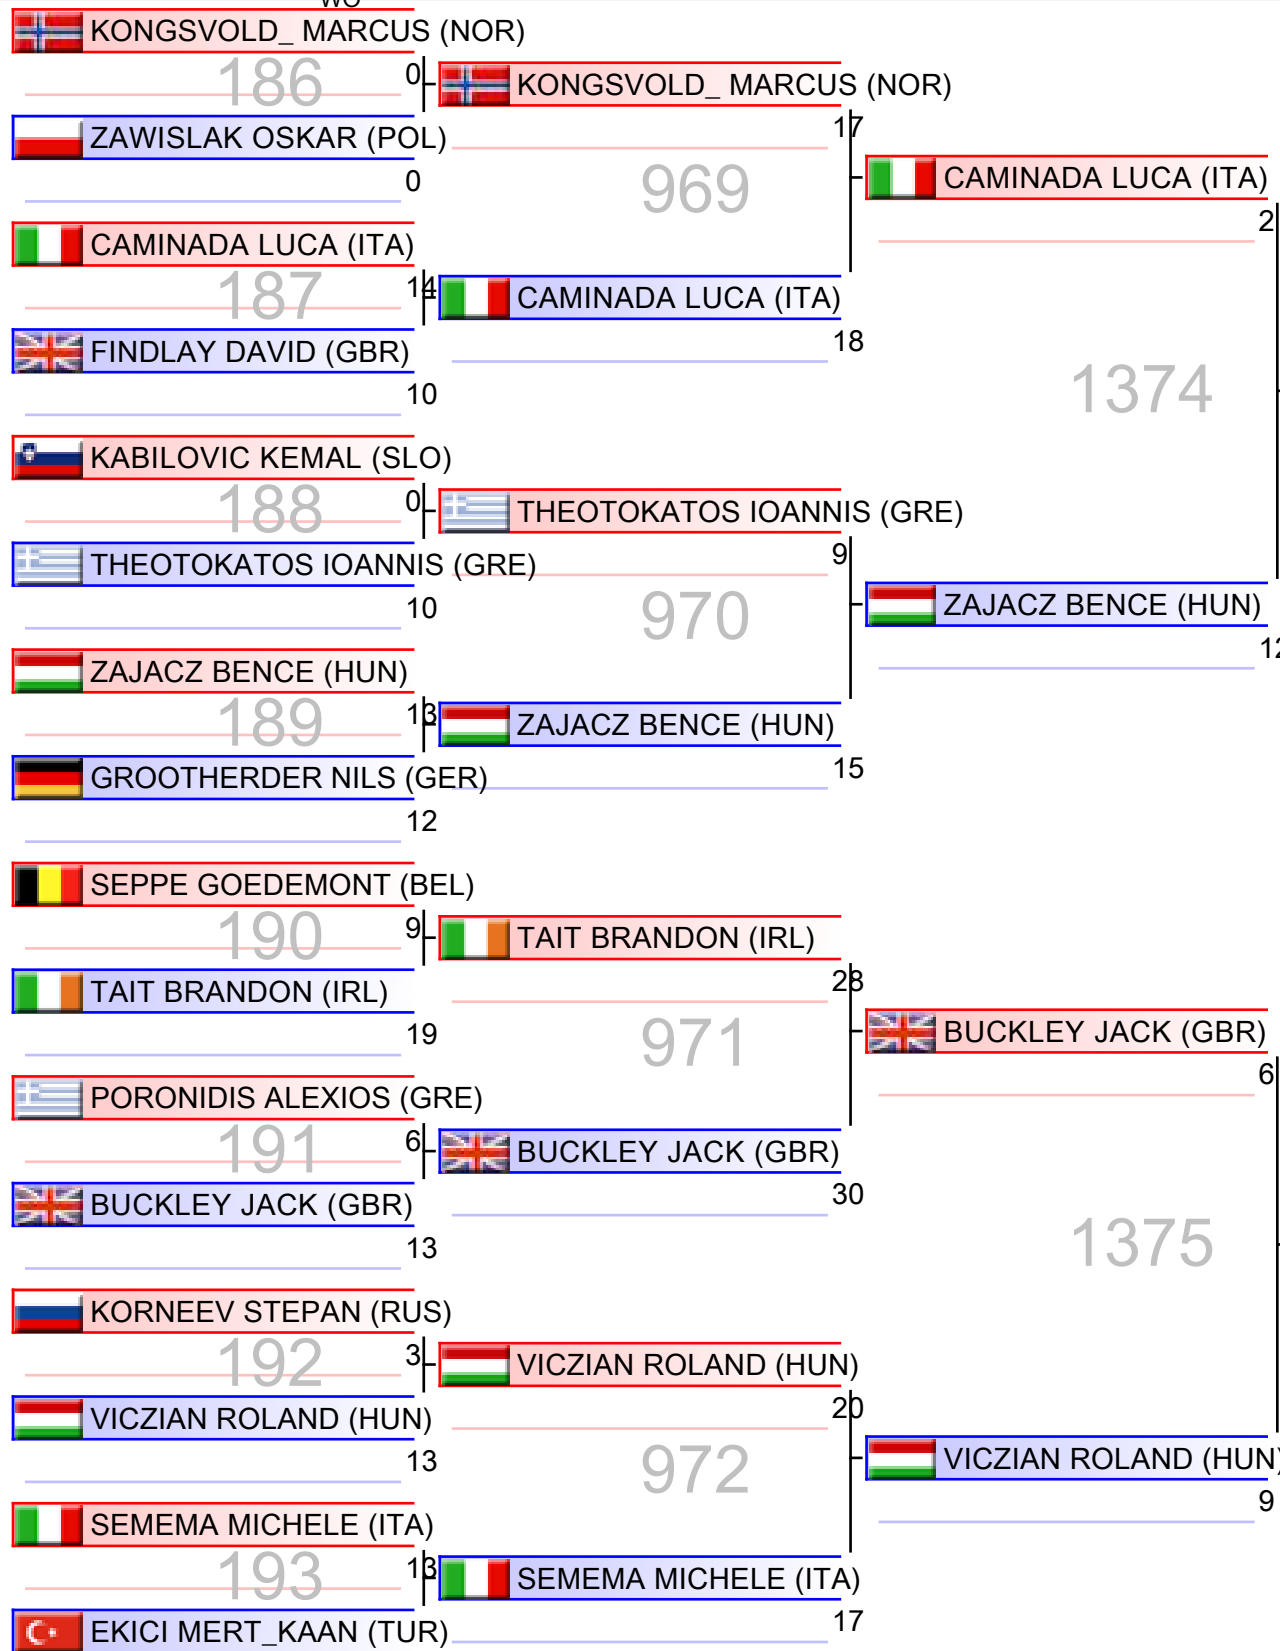 WO
KONGSVOLD_ MARCUS (NOR)
186
0
KONGSVOLD_ MARCUS (NOR)
ZAWISLAK OSKAR (POL)
17
0
969
CAMINADA LUCA (ITA)
2
CAMINADA LUCA (ITA)
187
14
CAMINADA LUCA (ITA)
FINDLAY DAVID (GBR)
18
10
1374
KABILOVIC KEMAL (SLO)
188
0
THEOTOKATOS IOANNIS (GRE)
THEOTOKATOS IOANNIS (GRE)
9
10
970
ZAJACZ BENCE (HUN)
12
ZAJACZ BENCE (HUN)
189
13
ZAJACZ BENCE (HUN)
GROOTHERDER NILS (GER)
15
12
SEPPE GOEDEMONT (BEL)
190
9
TAIT BRANDON (IRL)
TAIT BRANDON (IRL)
28
19
971
BUCKLEY JACK (GBR)
6
PORONIDIS ALEXIOS (GRE)
191
6
BUCKLEY JACK (GBR)
BUCKLEY JACK (GBR)
30
13
1375
KORNEEV STEPAN (RUS)
192
3
VICZIAN ROLAND (HUN)
VICZIAN ROLAND (HUN)
20
13
972
VICZIAN ROLAND (HUN)
9
SEMEMA MICHELE (ITA)
193
13
SEMEMA MICHELE (ITA)
EKICI MERT_KAAN (TUR)
17